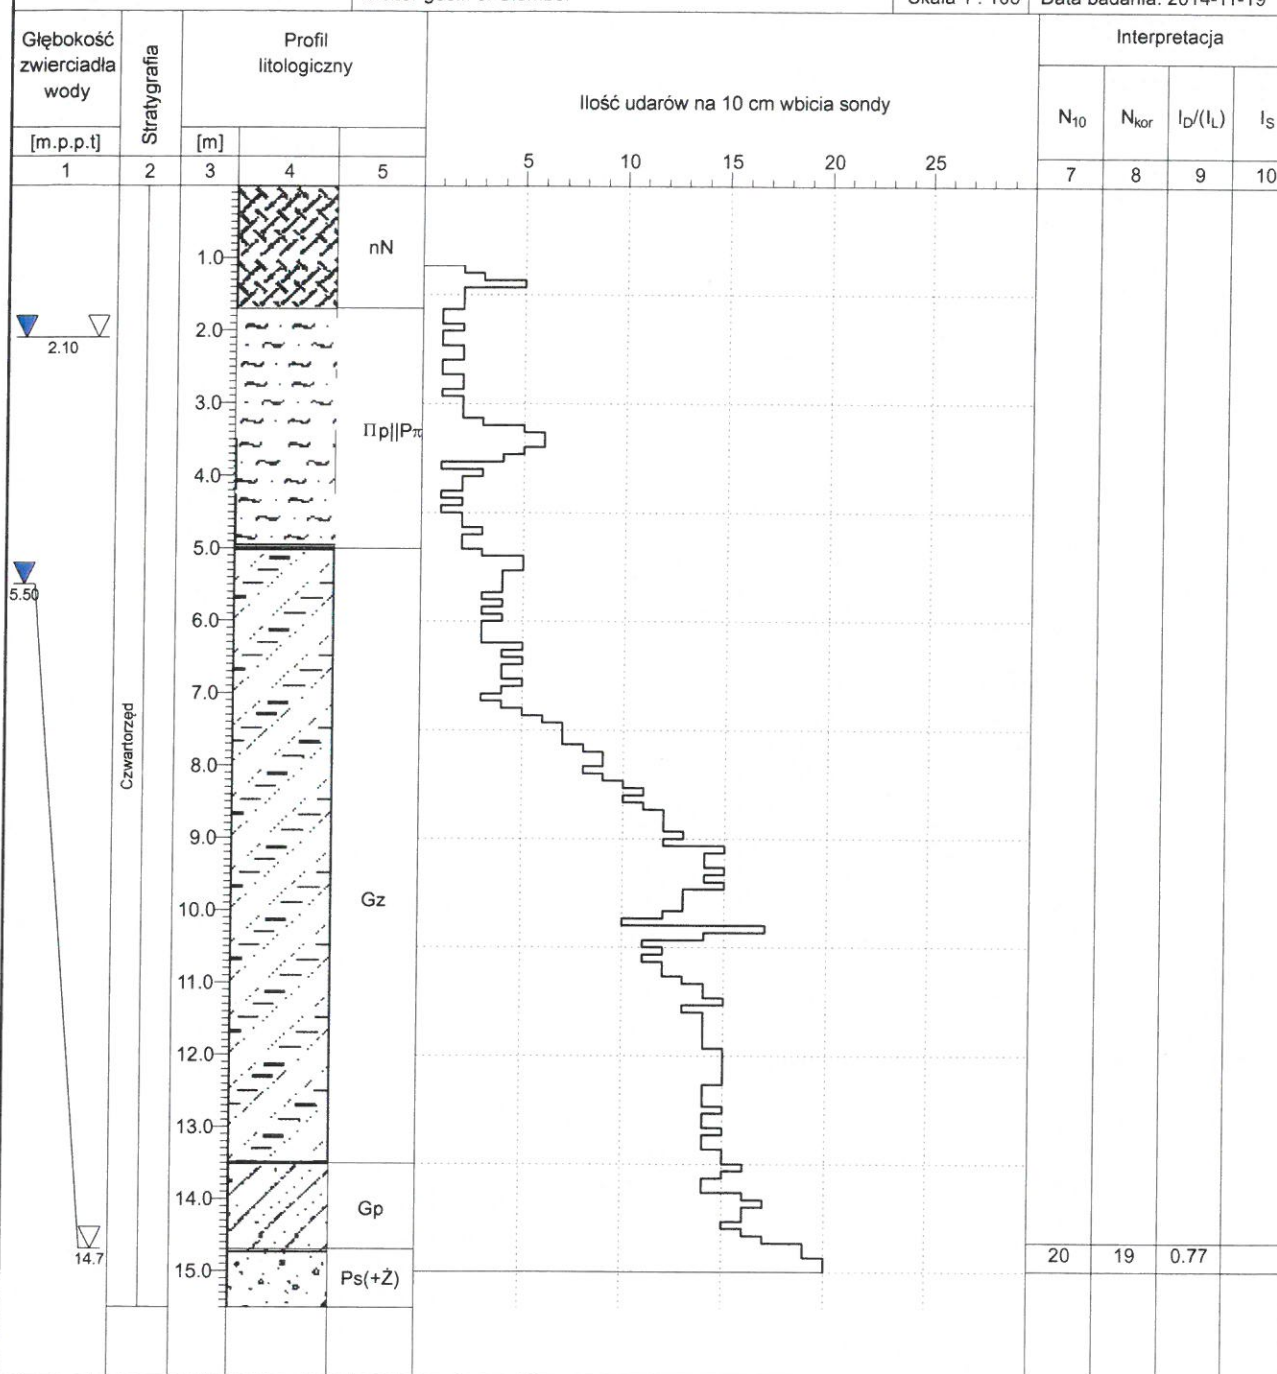 Skala 1 : 100 Data badania: 2014-11-19
Głębokość zwierciadła wody
Stratygrafia
Profil litologiczny
Ilość udarów na 10 cm wbicia sondy
Interpretacja
[m.p.p.t]
[m]
N10 Nkor ID/(IL) IS
5 10 15 20 25
1 2 3 4 5 7 8 9 10
1.0
nN
2.0
2.10
3.0
Πp||Pπ
4.0
5.0
5.50
6.0
7.0
Czwartorzęd
8.0
9.0
Gz
10.0
11.0
12.0
13.0
14.0
Gp
14.7
20 19 0.77
15.0
Ps(+Ż)